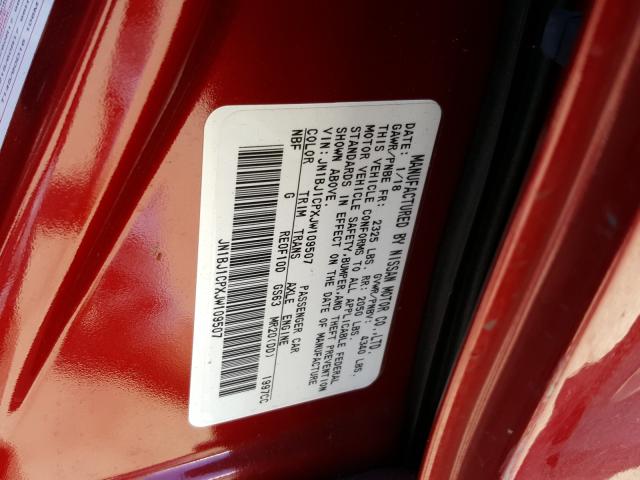 MANUFACTURED BY NISSAN MOTOR CO.,LTD.
DATE: 1/18 GVWR/PNBV: 4340 LBS.
GAWR/PNBE FR: 2325 LBS. RR: 2050 LBS.
THIS VEHICLE CONFORMS TO ALL APPLICABLE FEDERAL
MOTOR VEHICLE SAFETY,BUMPER,AND THEFT PREVENTION
STANDARDS IN EFFECT ON THE DATE OF MANUFACTURE
SHOWN ABOVE.
VIN: JN1BJ1CPXJW109507 PASSENGER CAR
COLOR TRIM TRANS AXLE ENGINE
NBF G RE0F10D GS63 MR20(DD) 1997CC
JN1BJ1CPXJW109507